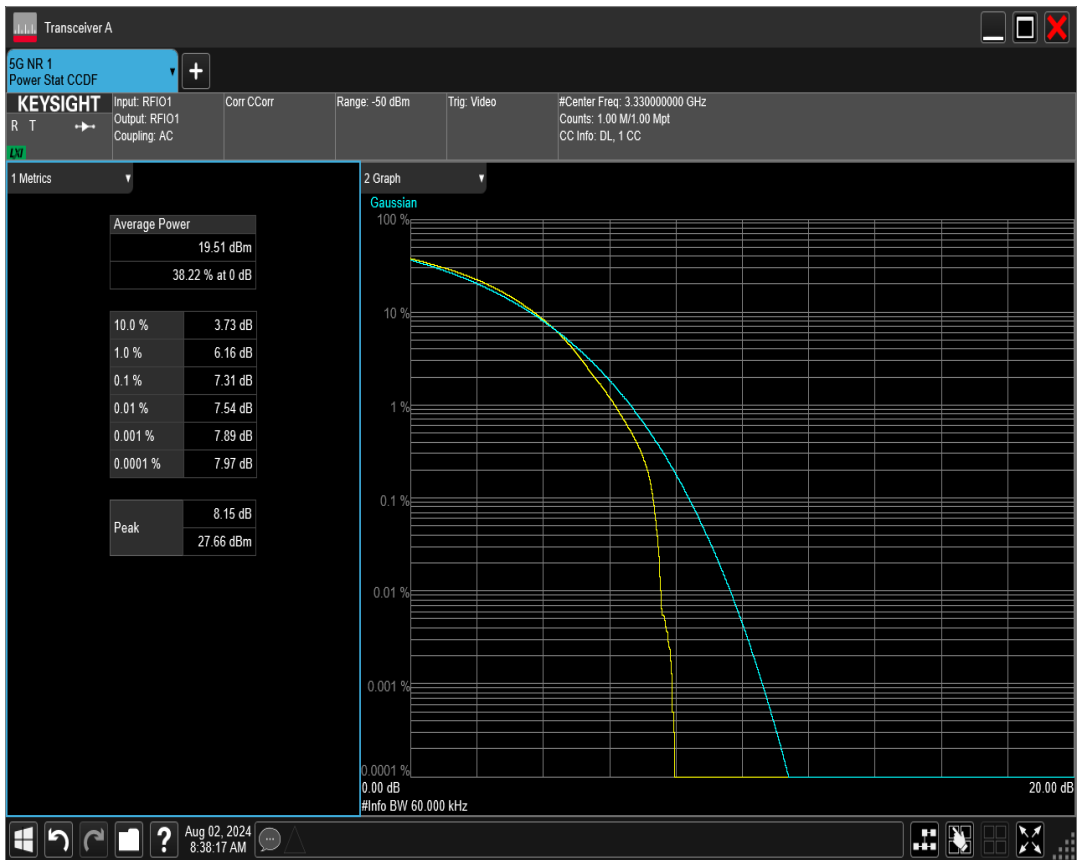 Transceiver A
5G NR 1
Power Stat CCDF
KEYSIGHT
R T
LXI
Input: RFIO1
Output: RFIO1
Coupling: AC
Corr CCorr
Range: -50 dBm
Trig: Video
#Center Freq: 3.330000000 GHz
Counts: 1.00 M/1.00 Mpt
CC Info: DL, 1 CC
1 Metrics
Average Power
19.51 dBm
38.22 % at 0 dB
10.0 % 3.73 dB
1.0 % 6.16 dB
0.1 % 7.31 dB
0.01 % 7.54 dB
0.001 % 7.89 dB
0.0001 % 7.97 dB
Peak
8.15 dB
27.66 dBm
2 Graph
Gaussian
100 %
10 %
1 %
0.1 %
0.01 %
0.001 %
0.0001 %
0.00 dB 20.00 dB
#Info BW 60.000 kHz
?
Aug 02, 2024
8:38:17 AM